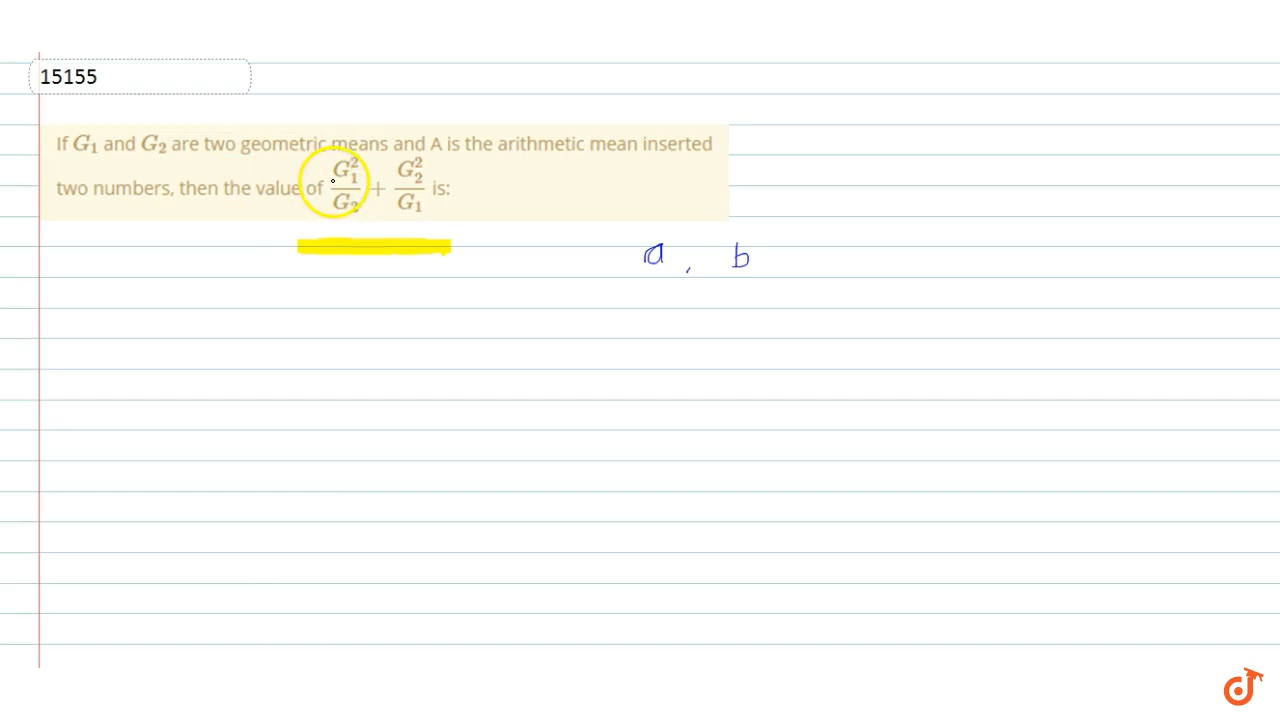 15155
If G₁ and G₂ are two geometric means and A is the arithmetic mean inserted
two numbers, then the value of G₁²/G₂ + G₂²/G₁ is:
a, b